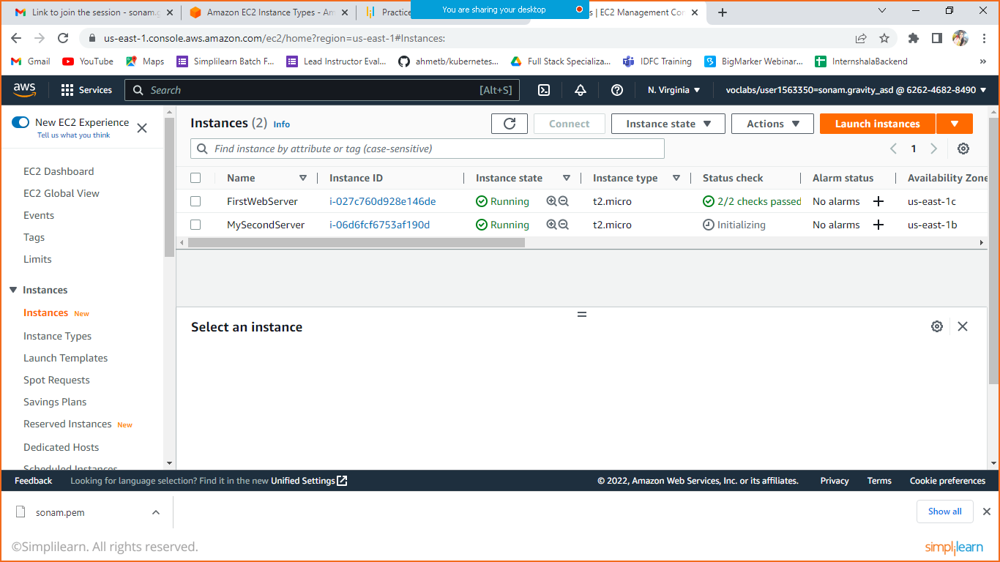 Link to join the session - sonam.g
Amazon EC2 Instance Types - Am
Practice
You are sharing your desktop
| EC2 Management Con
us-east-1.console.aws.amazon.com/ec2/home?region=us-east-1#Instances:
Gmail YouTube Maps Simplilearn Batch F... Lead Instructor Eval... ahmetb/kubernetes... Full Stack Specializa... IDFC Training BigMarker Webinar... InternshalaBackend »
aws Services Search [Alt+S] N. Virginia voclabs/user1563350=sonam.gravity_asd @ 6262-4682-8490
New EC2 Experience
Tell us what you think
EC2 Dashboard
EC2 Global View
Events
Tags
Limits
Instances
Instances New
Instance Types
Launch Templates
Spot Requests
Savings Plans
Reserved Instances New
Dedicated Hosts
Scheduled Instances
Instances (2) Info Connect Instance state Actions Launch instances
Find instance by attribute or tag (case-sensitive) 1
Name Instance ID Instance state Instance type Status check Alarm status Availability Zone
FirstWebServer i-027c760d928e146de Running t2.micro 2/2 checks passed No alarms + us-east-1c
MySecondServer i-06d6fcf6753af190d Running t2.micro Initializing No alarms + us-east-1b
Select an instance
Feedback Looking for language selection? Find it in the new Unified Settings © 2022, Amazon Web Services, Inc. or its affiliates. Privacy Terms Cookie preferences
sonam.pem Show all
©Simplilearn. All rights reserved. simplilearn